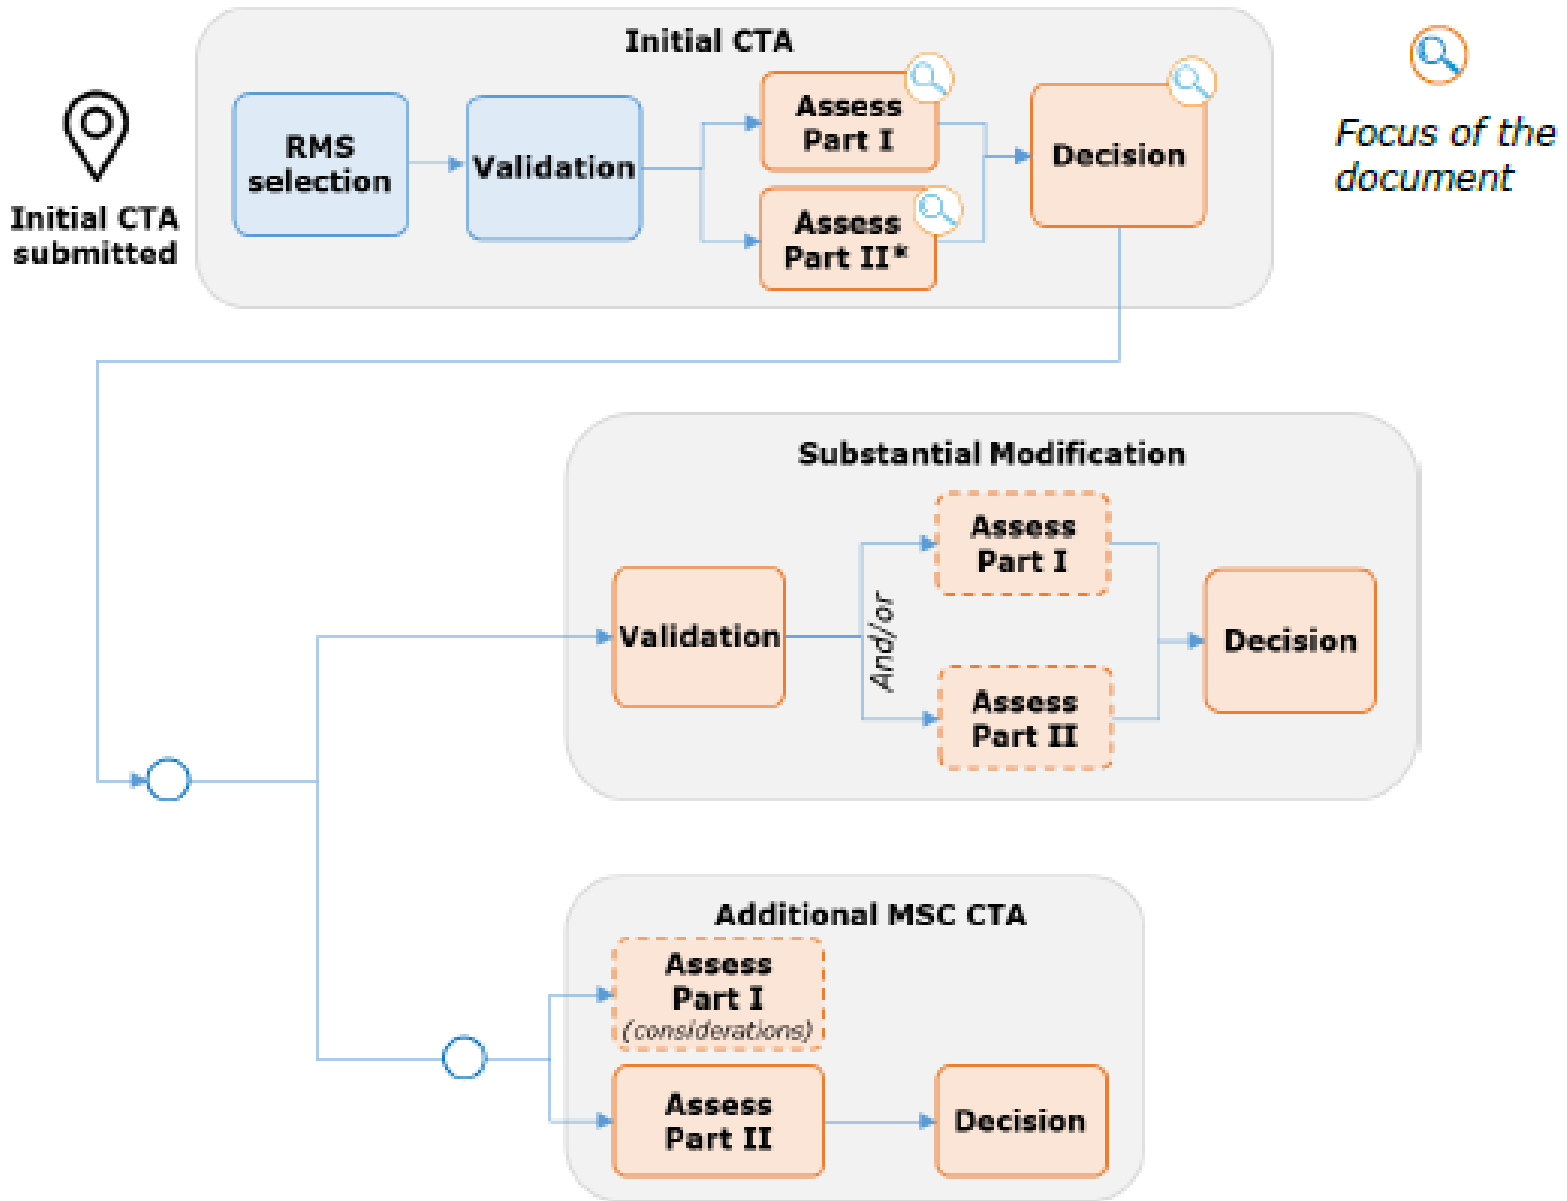 Initial CTA
Initial CTA
submitted
RMS
selection
Validation
Assess
Part I
Assess
Part II*
Decision
Focus of the
document
Substantial Modification
Validation
And/or
Assess
Part I
Assess
Part II
Decision
Additional MSC CTA
Assess
Part I
(considerations)
Assess
Part II
Decision